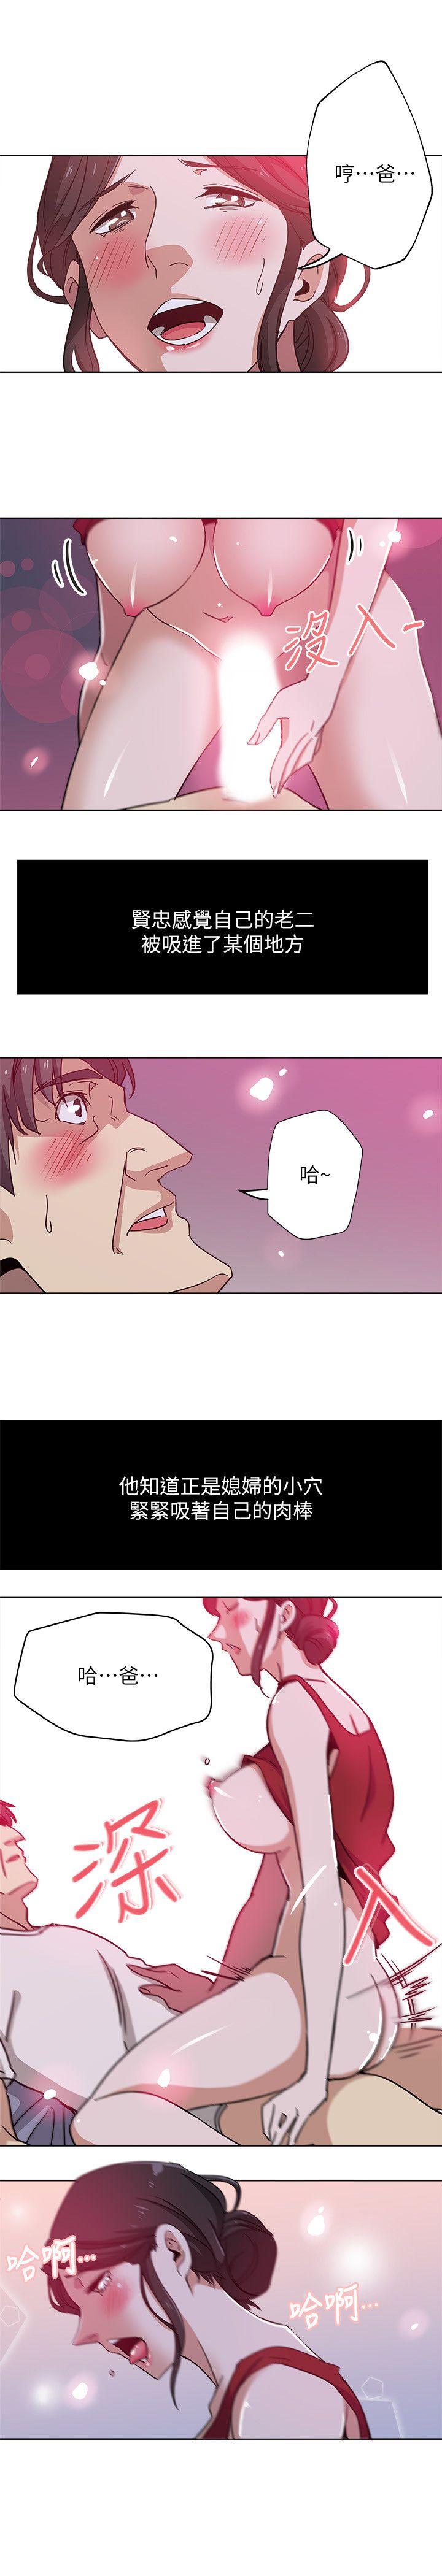 哼…爸…
沒入-
賢忠感覺自己的老二
被吸進了某個地方
哈~
他知道正是媳婦的小穴
緊緊吸著自己的肉棒
哈…爸…
深
入
哈啊…
哈啊…